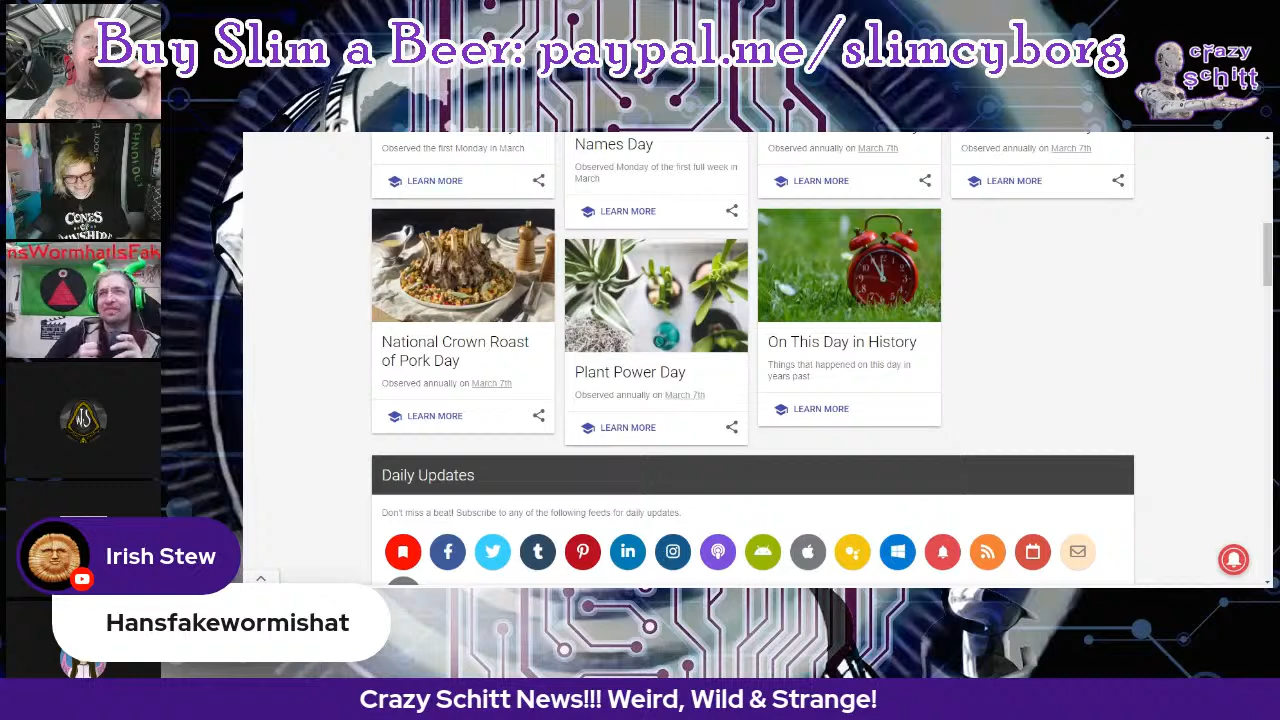 Buy Slim a Beer: paypal.me/slimcyborg
crazy
schitt
CONES
OF
DUNSHIRE
nsWormhatIsFak
Observed the first Monday in March
LEARN MORE
Names Day
Observed Monday of the first full week in
March
LEARN MORE
Observed annually on March 7th
LEARN MORE
Observed annually on March 7th
LEARN MORE
National Crown Roast
of Pork Day
Observed annually on March 7th
LEARN MORE
Plant Power Day
Observed annually on March 7th
LEARN MORE
On This Day in History
Things that happened on this day in
years past
LEARN MORE
Daily Updates
Don't miss a beat! Subscribe to any of the following feeds for daily updates.
Irish Stew
Hansfakewormishat
Crazy Schitt News!!! Weird, Wild & Strange!